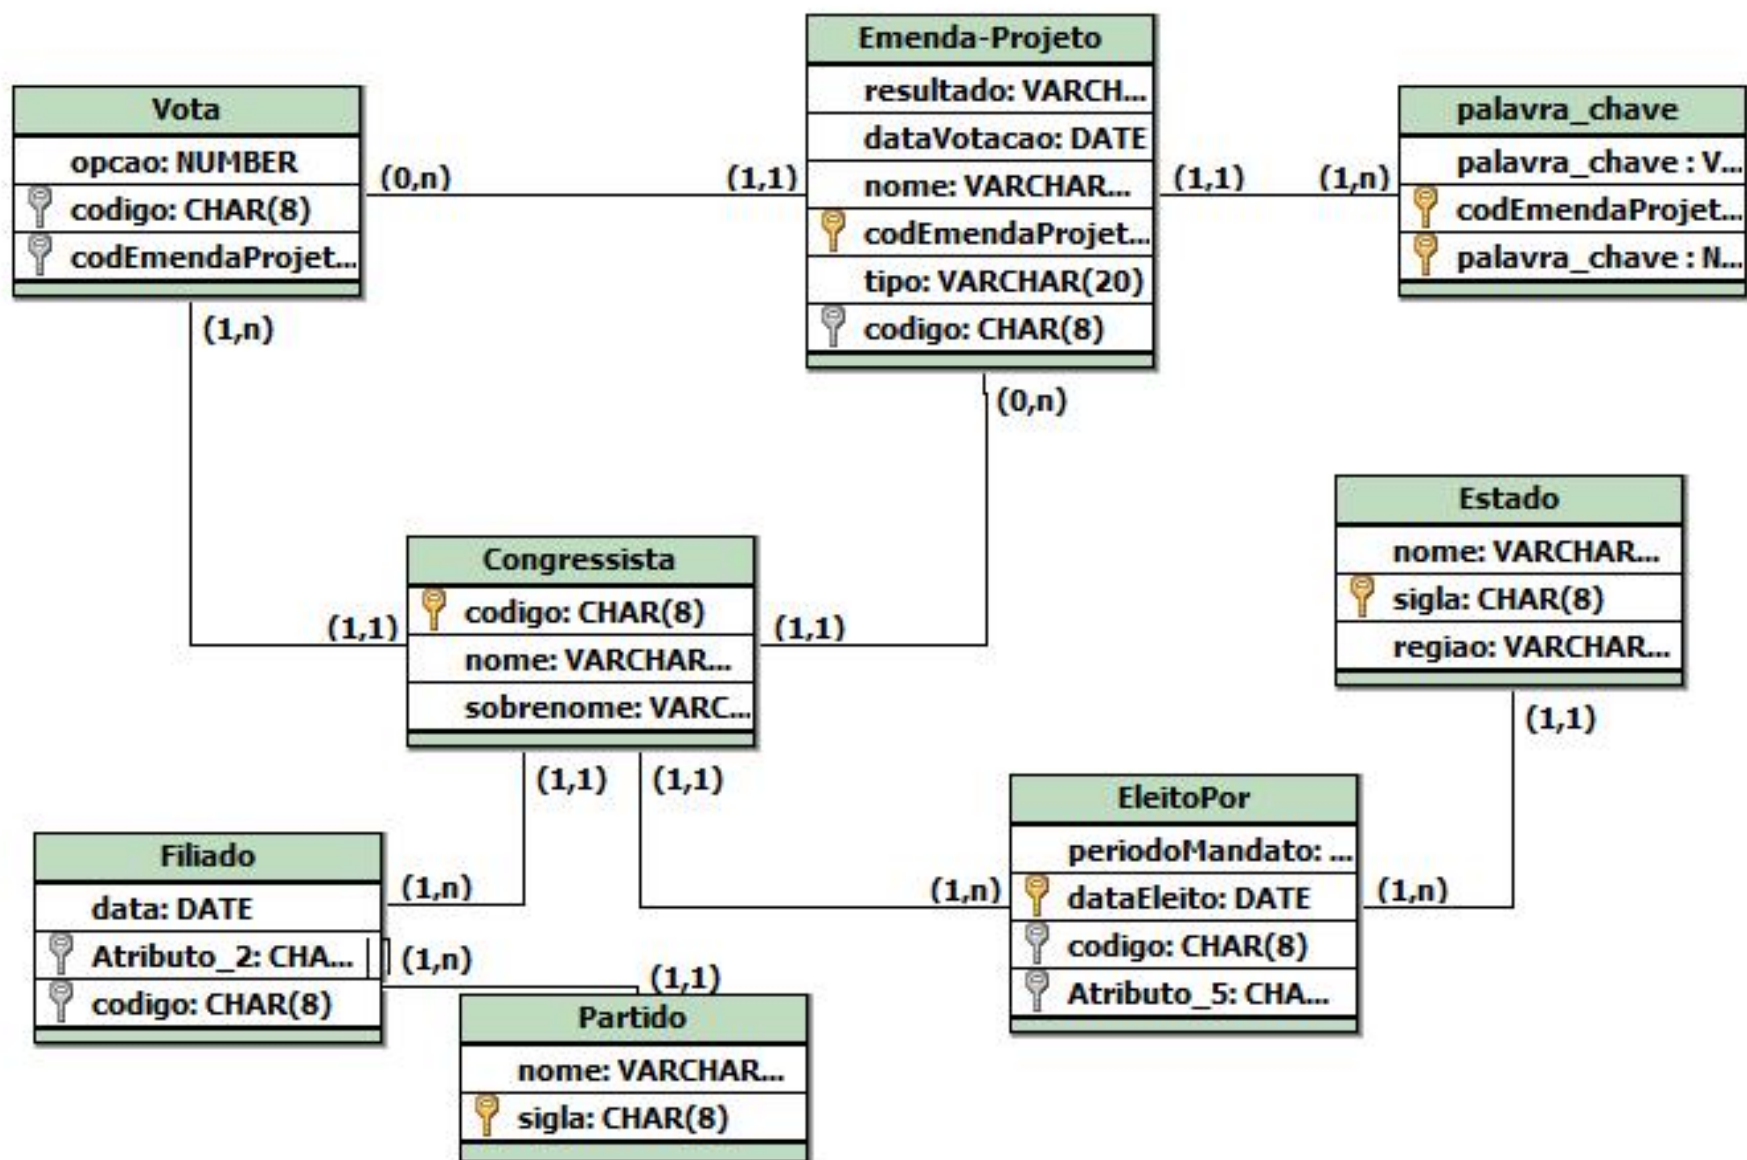 Emenda-Projeto
resultado: VARCH...
dataVotacao: DATE
nome: VARCHAR...
codEmendaProjet...
tipo: VARCHAR(20)
codigo: CHAR(8)
Vota
opcao: NUMBER
codigo: CHAR(8)
codEmendaProjet...
palavra_chave
palavra_chave : V...
codEmendaProjet...
palavra_chave : N...
(0,n)
(1,1)
(1,1)
(1,n)
(1,n)
(0,n)
Congressista
codigo: CHAR(8)
nome: VARCHAR...
sobrenome: VARC...
(1,1)
(1,1)
Estado
nome: VARCHAR...
sigla: CHAR(8)
regiao: VARCHAR...
(1,1)
(1,1)
(1,1)
Filiado
data: DATE
Atributo_2: CHA...
codigo: CHAR(8)
(1,n)
(1,n)
(1,1)
Partido
nome: VARCHAR...
sigla: CHAR(8)
EleitoPor
periodoMandato: ...
dataEleito: DATE
codigo: CHAR(8)
Atributo_5: CHA...
(1,n)
(1,n)